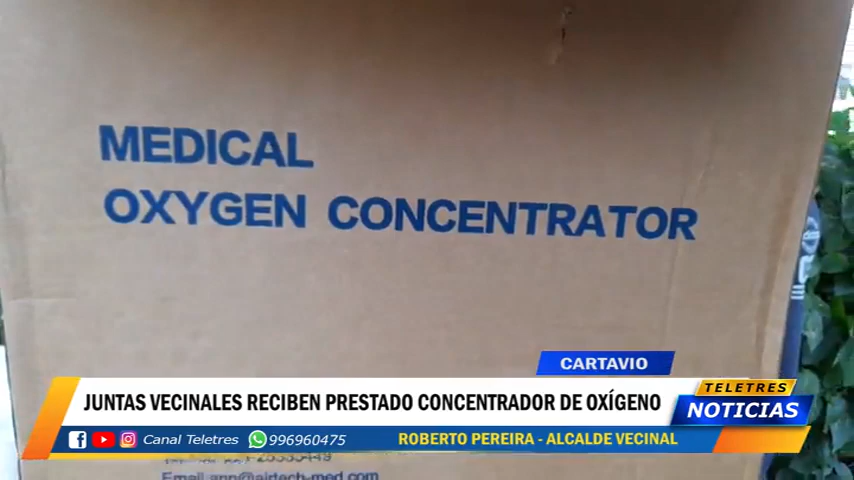 MEDICAL
OXYGEN CONCENTRATOR
CARTAVIO
JUNTAS VECINALES RECIBEN PRESTADO CONCENTRADOR DE OXÍGENO
TELETRES
NOTICIAS
Canal Teletres 996960475
ROBERTO PEREIRA - ALCALDE VECINAL